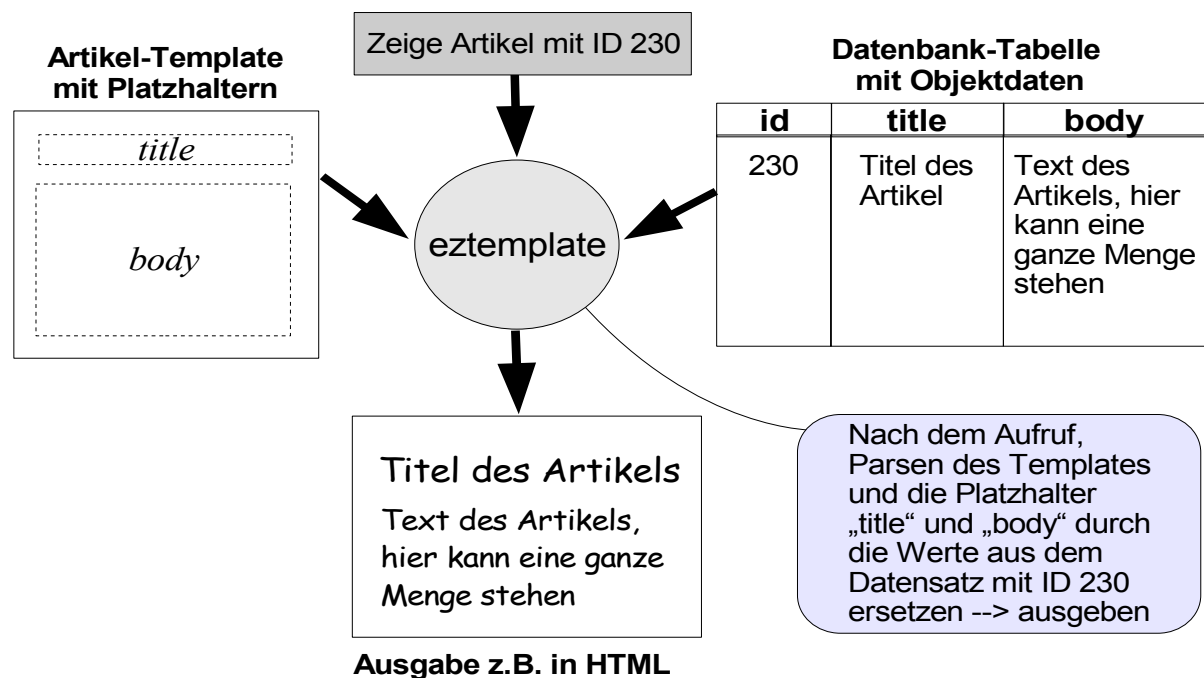 Zeige Artikel mit ID 230
Artikel-Template
mit Platzhaltern
title
body
Datenbank-Tabelle
mit Objektdaten
id title body
230 Titel des Text des
Artikel Artikels, hier
kann eine
ganze Menge
stehen
eztemplate
Titel des Artikels
Text des Artikels,
hier kann eine ganze
Menge stehen
Ausgabe z.B. in HTML
Nach dem Aufruf,
Parsen des Templates
und die Platzhalter
„title“ und „body“ durch
die Werte aus dem
Datensatz mit ID 230
ersetzen --> ausgeben